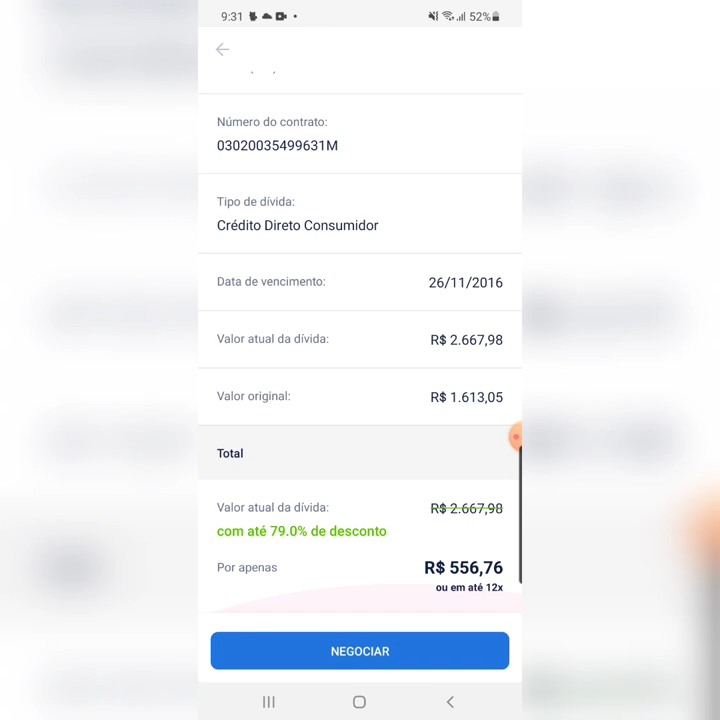 9:31
52%
Número do contrato:
03020035499631M
Tipo de dívida:
Crédito Direto Consumidor
Data de vencimento: 26/11/2016
Valor atual da dívida: R$ 2.667,98
Valor original: R$ 1.613,05
Total
Valor atual da dívida: R$ 2.667,98
com até 79.0% de desconto
Por apenas R$ 556,76
ou em até 12x
NEGOCIAR